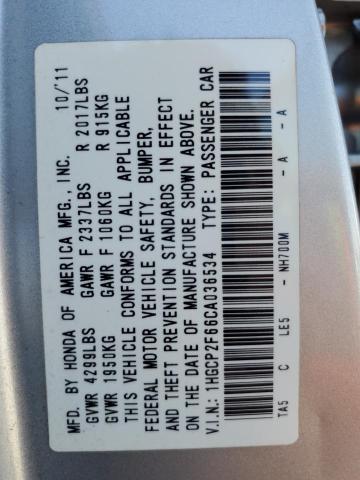 MFD. BY HONDA OF AMERICA MFG., INC. 10/'11
GVWR 4299LBS GAWR F 2337LBS R 2017LBS
GVWR 1950KG GAWR F 1060KG R 915KG
THIS VEHICLE CONFORMS TO ALL APPLICABLE
FEDERAL MOTOR VEHICLE SAFETY, BUMPER,
AND THEFT PREVENTION STANDARDS IN EFFECT
ON THE DATE OF MANUFACTURE SHOWN ABOVE.
V.I.N.: 1HGCP2F66CA036534 TYPE: PASSENGER CAR
TA5 C LE5 - NH700M - A - A